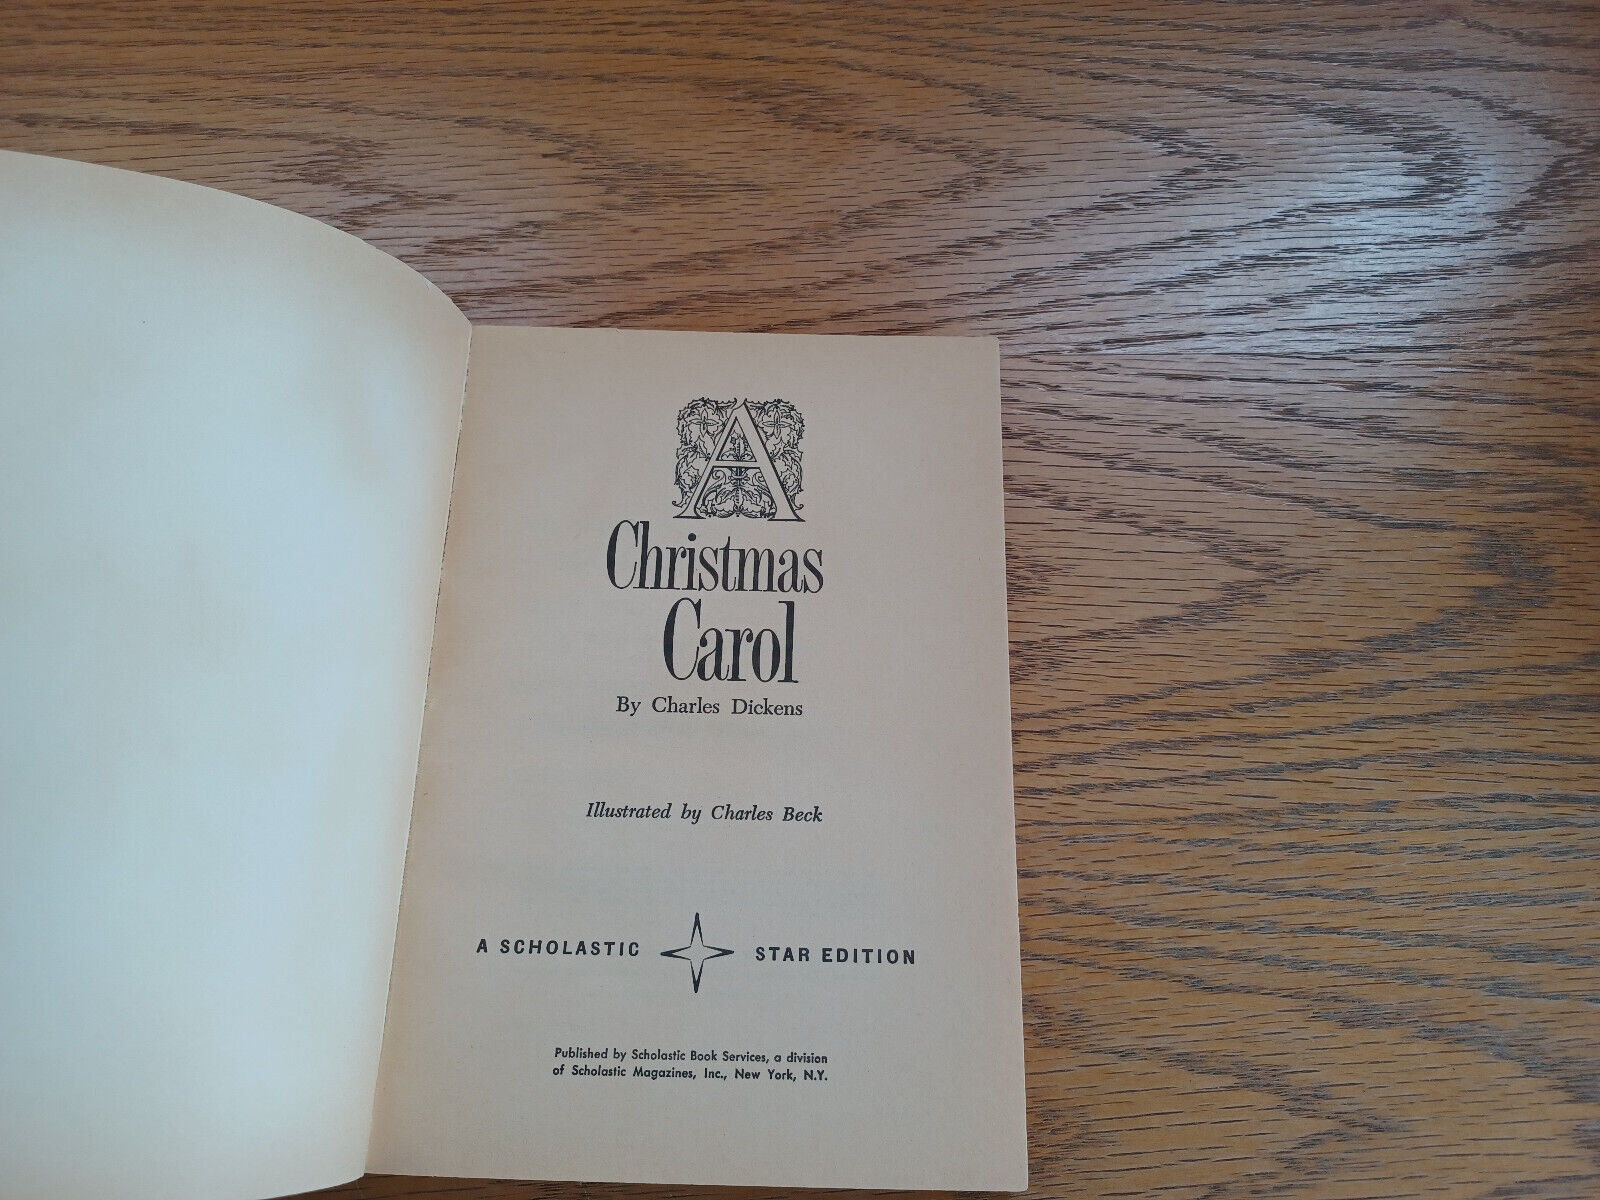 A
Christmas
Carol
By Charles Dickens
Illustrated by Charles Beck
A SCHOLASTIC STAR EDITION
Published by Scholastic Book Services, a division
of Scholastic Magazines, Inc., New York, N.Y.